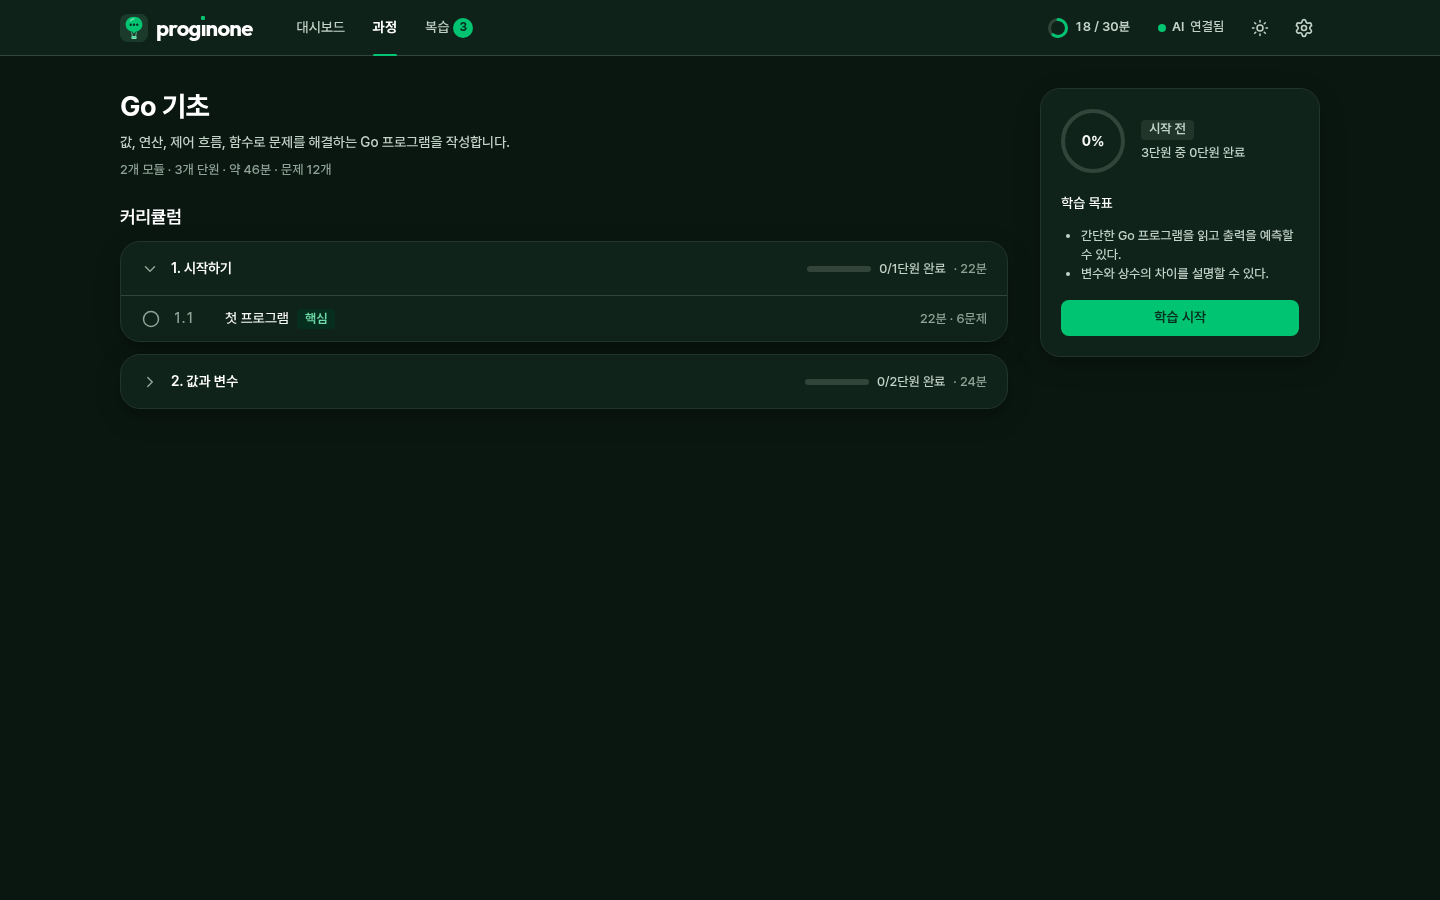 proginone
대시보드
과정
복습 3
18 / 30분
AI 연결됨
Go 기초
값, 연산, 제어 흐름, 함수로 문제를 해결하는 Go 프로그램을 작성합니다.
2개 모듈 · 3개 단원 · 약 46분 · 문제 12개
커리큘럼
1. 시작하기
0/1단원 완료 · 22분
1.1 첫 프로그램 핵심
22분 · 6문제
2. 값과 변수
0/2단원 완료 · 24분
0%
시작 전
3단원 중 0단원 완료
학습 목표
• 간단한 Go 프로그램을 읽고 출력을 예측할
수 있다.
• 변수와 상수의 차이를 설명할 수 있다.
학습 시작